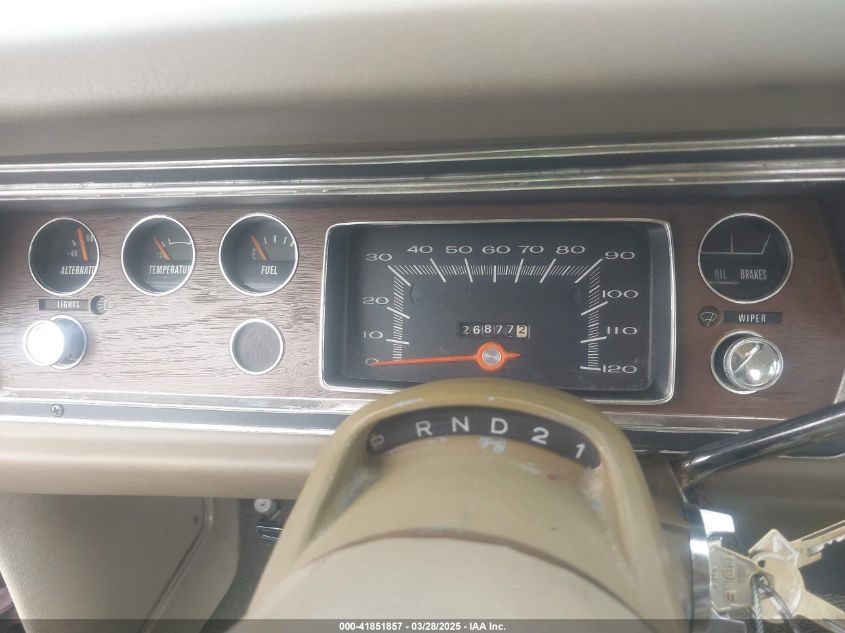 -40
ALTERNATO
TEMPERATUR
FUEL
LIGHTS
0 10 20 30 40 50 60 70 80 90 100 110 120
268772
OIL BRAKES
WIPER
R N D 2 1
000-41851857 — 03/28/2025 - IAA Inc.